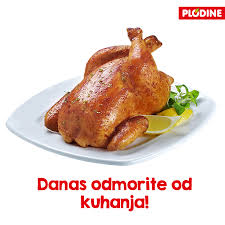 PLODINE
Danas odmorite od
kuhanja!